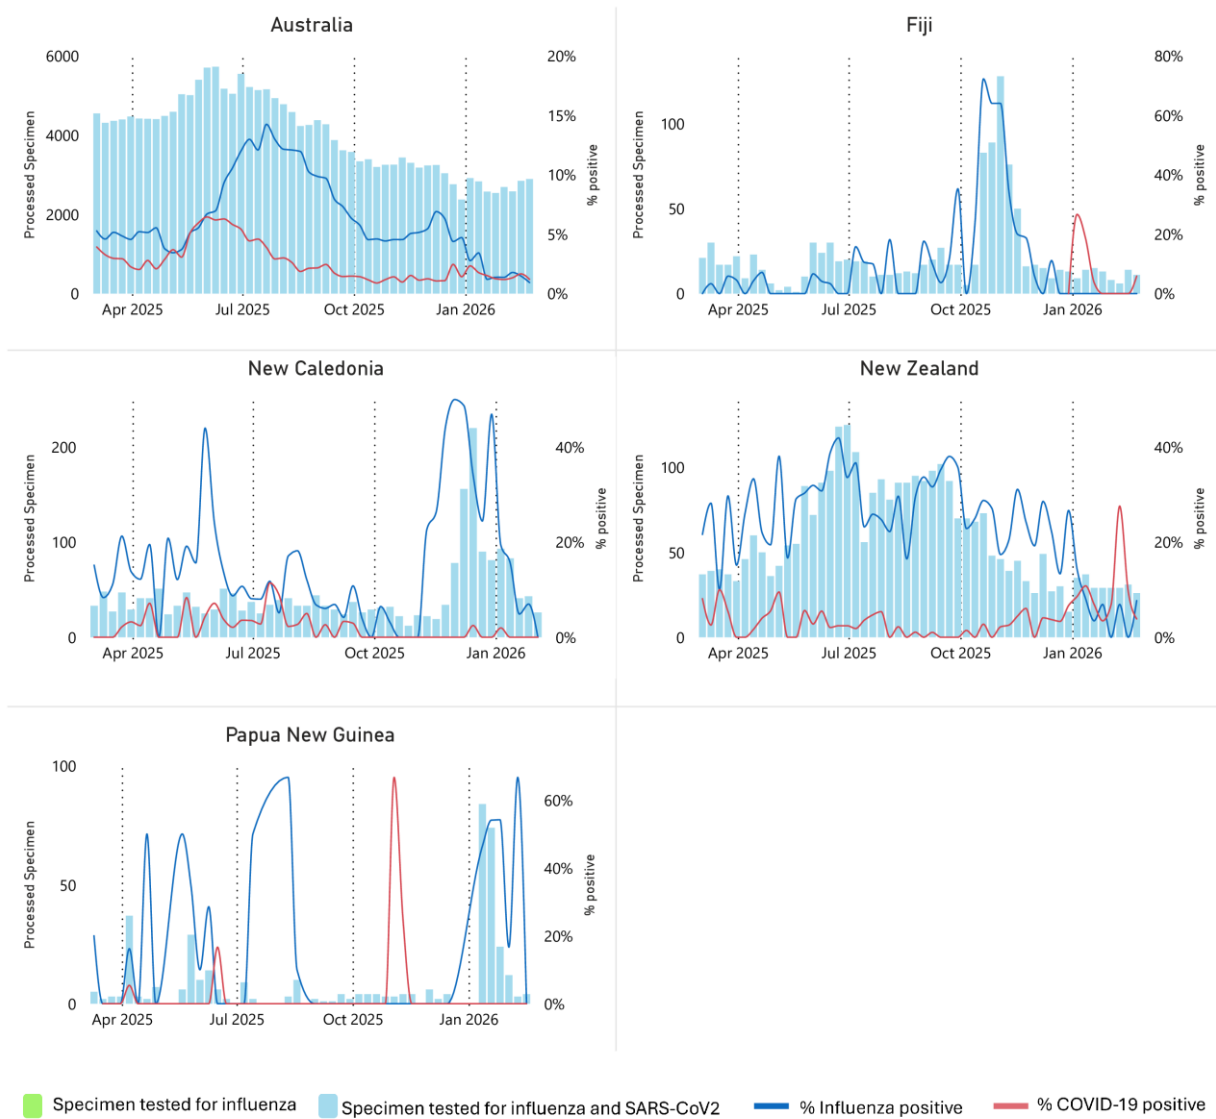 Australia
6000
4000
2000
0
Processed Specimen
20%
15%
10%
5%
0%
% positive
Apr 2025
Jul 2025
Oct 2025
Jan 2026
Fiji
100
50
0
Processed Specimen
80%
60%
40%
20%
0%
% positive
Apr 2025
Jul 2025
Oct 2025
Jan 2026
New Caledonia
200
100
0
Processed Specimen
40%
20%
0%
% positive
Apr 2025
Jul 2025
Oct 2025
Jan 2026
New Zealand
100
50
0
Processed Specimen
40%
20%
0%
% positive
Apr 2025
Jul 2025
Oct 2025
Jan 2026
Papua New Guinea
100
50
0
Processed Specimen
60%
40%
20%
0%
% positive
Apr 2025
Jul 2025
Oct 2025
Jan 2026
Specimen tested for influenza
Specimen tested for influenza and SARS-CoV2
% Influenza positive
% COVID-19 positive